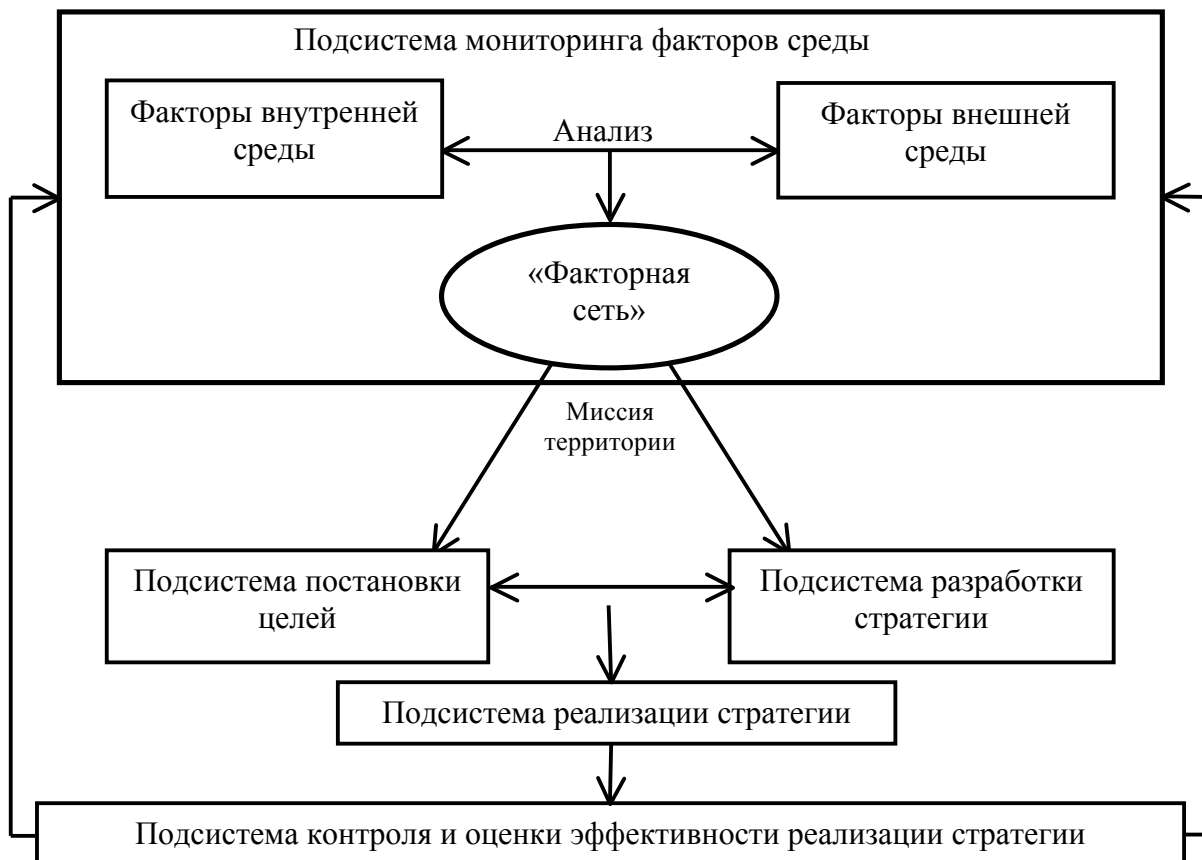 Подсистема мониторинга факторов среды
Факторы внутренней
среды
Анализ
Факторы внешней
среды
«Факторная
сеть»
Миссия
территории
Подсистема постановки
целей
Подсистема разработки
стратегии
Подсистема реализации стратегии
Подсистема контроля и оценки эффективности реализации стратегии